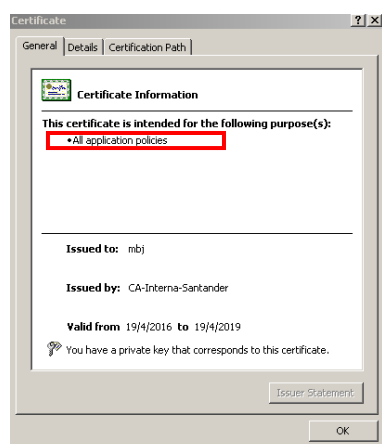 Certificate
General
Details
Certification Path
Certificate Information
This certificate is intended for the following purpose(s):
•All application policies
Issued to: mbj
Issued by: CA-Interna-Santander
Valid from 19/4/2016 to 19/4/2019
You have a private key that corresponds to this certificate.
Issuer Statement
OK